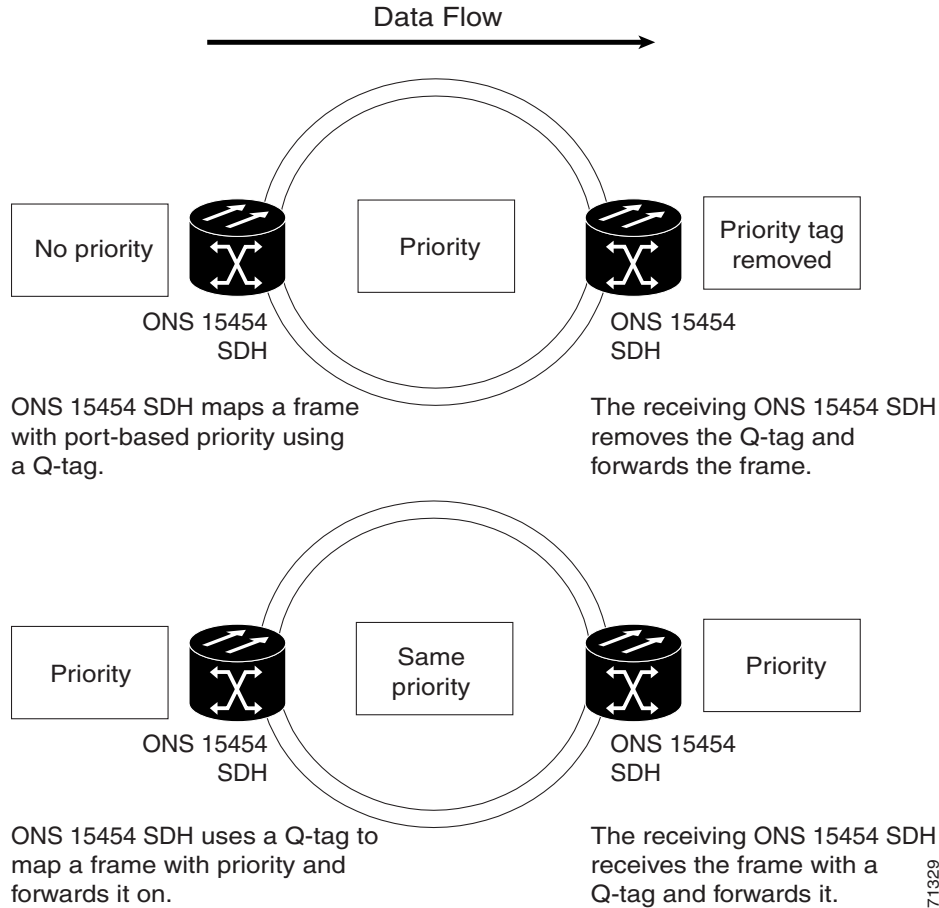 Data Flow
No priority
Priority
Priority tag
removed
ONS 15454
SDH
ONS 15454
SDH
ONS 15454 SDH maps a frame
with port-based priority using
a Q-tag.
The receiving ONS 15454 SDH
removes the Q-tag and
forwards the frame.
Priority
Same
priority
Priority
ONS 15454
SDH
ONS 15454
SDH
ONS 15454 SDH uses a Q-tag to
map a frame with priority and
forwards it on.
The receiving ONS 15454 SDH
receives the frame with a
Q-tag and forwards it.
71329